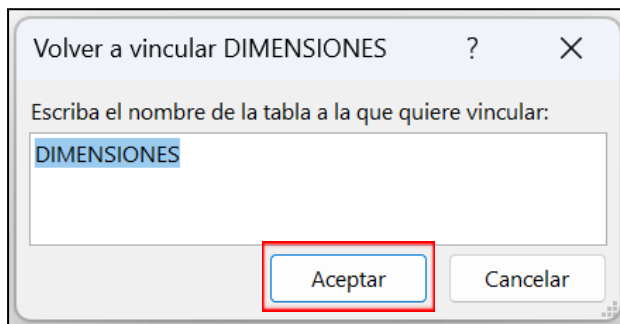 Volver a vincular DIMENSIONES ?
Escriba el nombre de la tabla a la que quiere vincular:
DIMENSIONES
Aceptar Cancelar